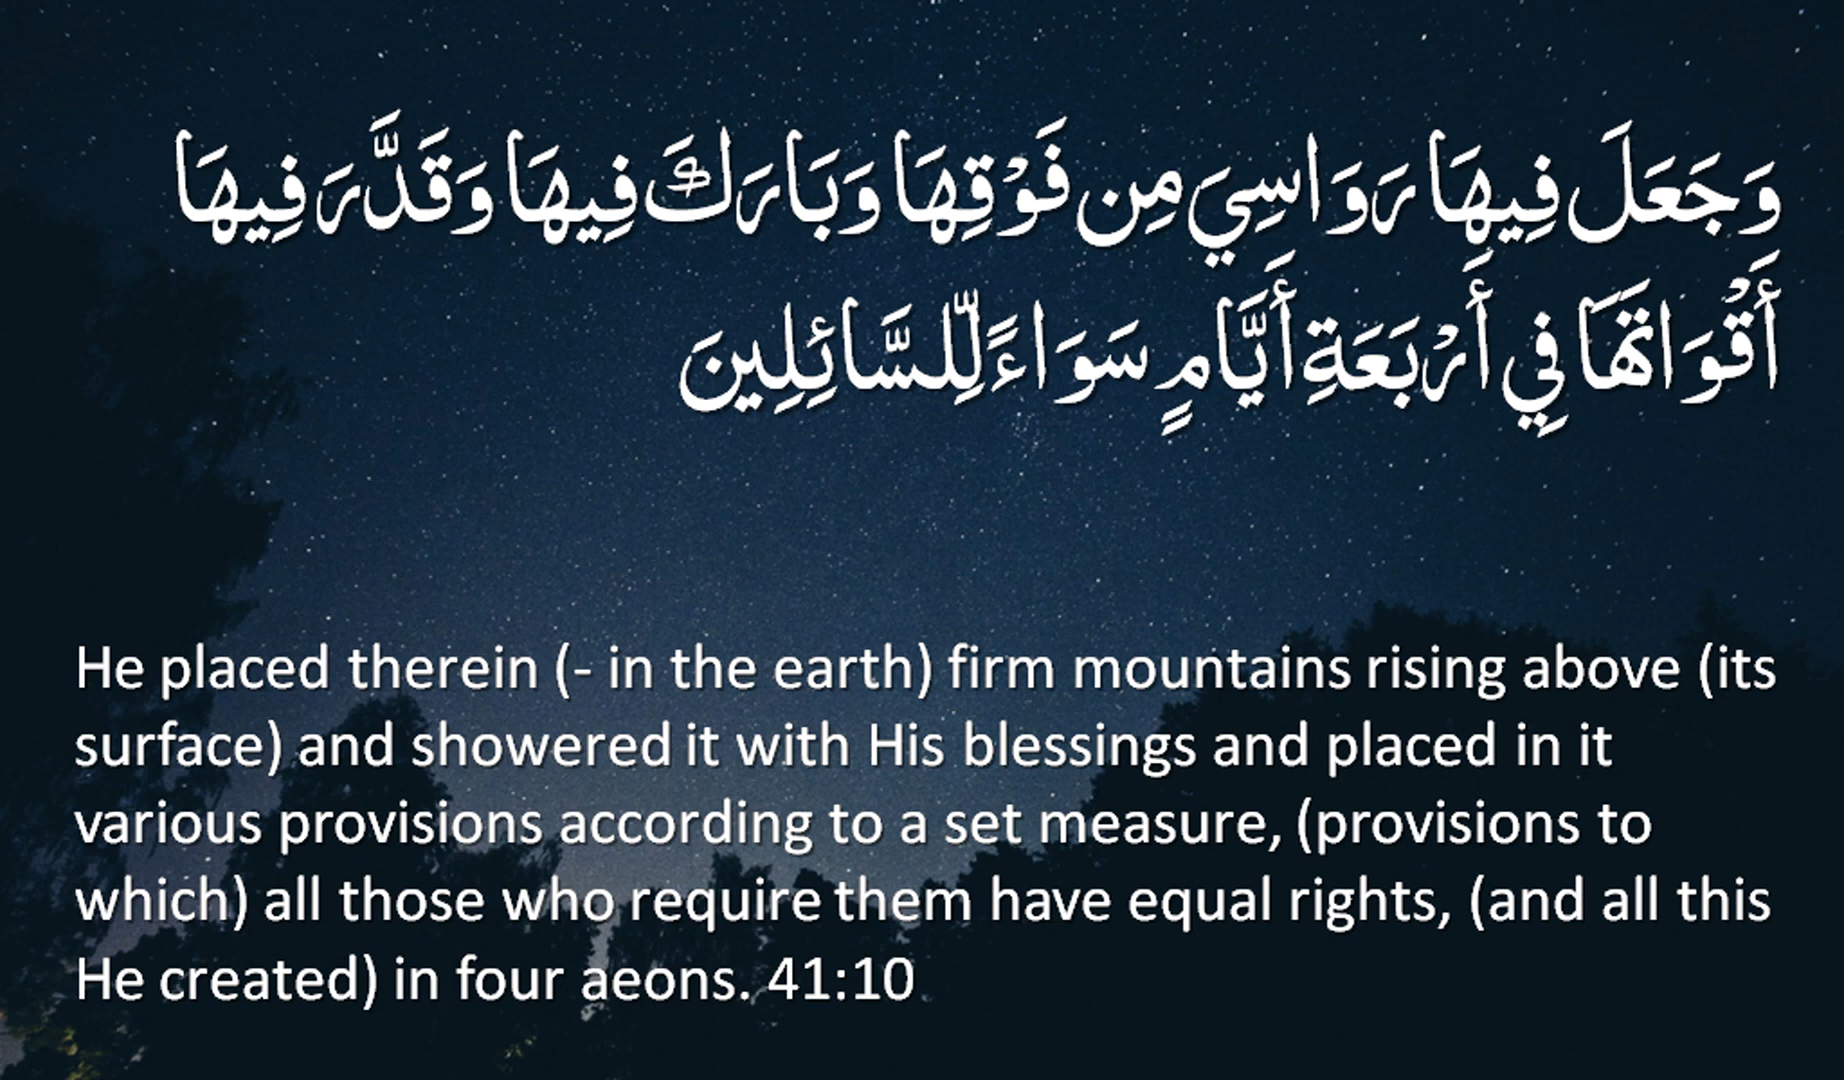 وَجَعَلَ فِيهَا رَوَاسِيَ مِن فَوْقِهَا وَبَارَكَ فِيهَا وَقَدَّرَ فِيهَا
أَقْوَاتَهَا فِي أَرْبَعَةِ أَيَّامٍ سَوَاءً لِّلسَّائِلِينَ
He placed therein (- in the earth) firm mountains rising above (its
surface) and showered it with His blessings and placed in it
various provisions according to a set measure, (provisions to
which) all those who require them have equal rights, (and all this
He created) in four aeons. 41:10